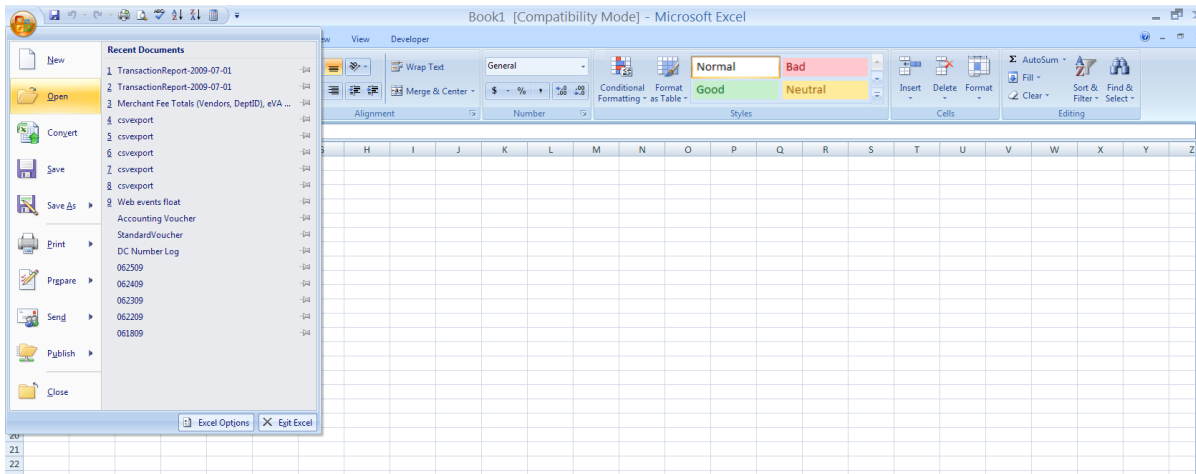 Book1 [Compatibility Mode] - Microsoft Excel
View Developer
New
Open
Convert
Save
Save As
Print
Prepare
Send
Publish
Close
Recent Documents
1 TransactionReport-2009-07-01
2 TransactionReport-2009-07-01
3 Merchant Fee Totals (Vendors, DeptID), eVA ...
4 csvexport
5 csvexport
6 csvexport
7 csvexport
8 csvexport
9 Web events float
Accounting Voucher
StandardVoucher
DC Number Log
062509
062409
062309
062209
061809
Excel Options Exit Excel
Wrap Text
Merge & Center
Alignment
General
$ % ,
.0 .00 .00 .0
Number
Conditional Formatting
Format as Table
Normal Bad
Good Neutral
Styles
Insert Delete Format
Cells
Σ AutoSum
Fill
Clear
Sort & Filter
Find & Select
Editing
H I J K L M N O P Q R S T U V W X Y Z
20
21
22